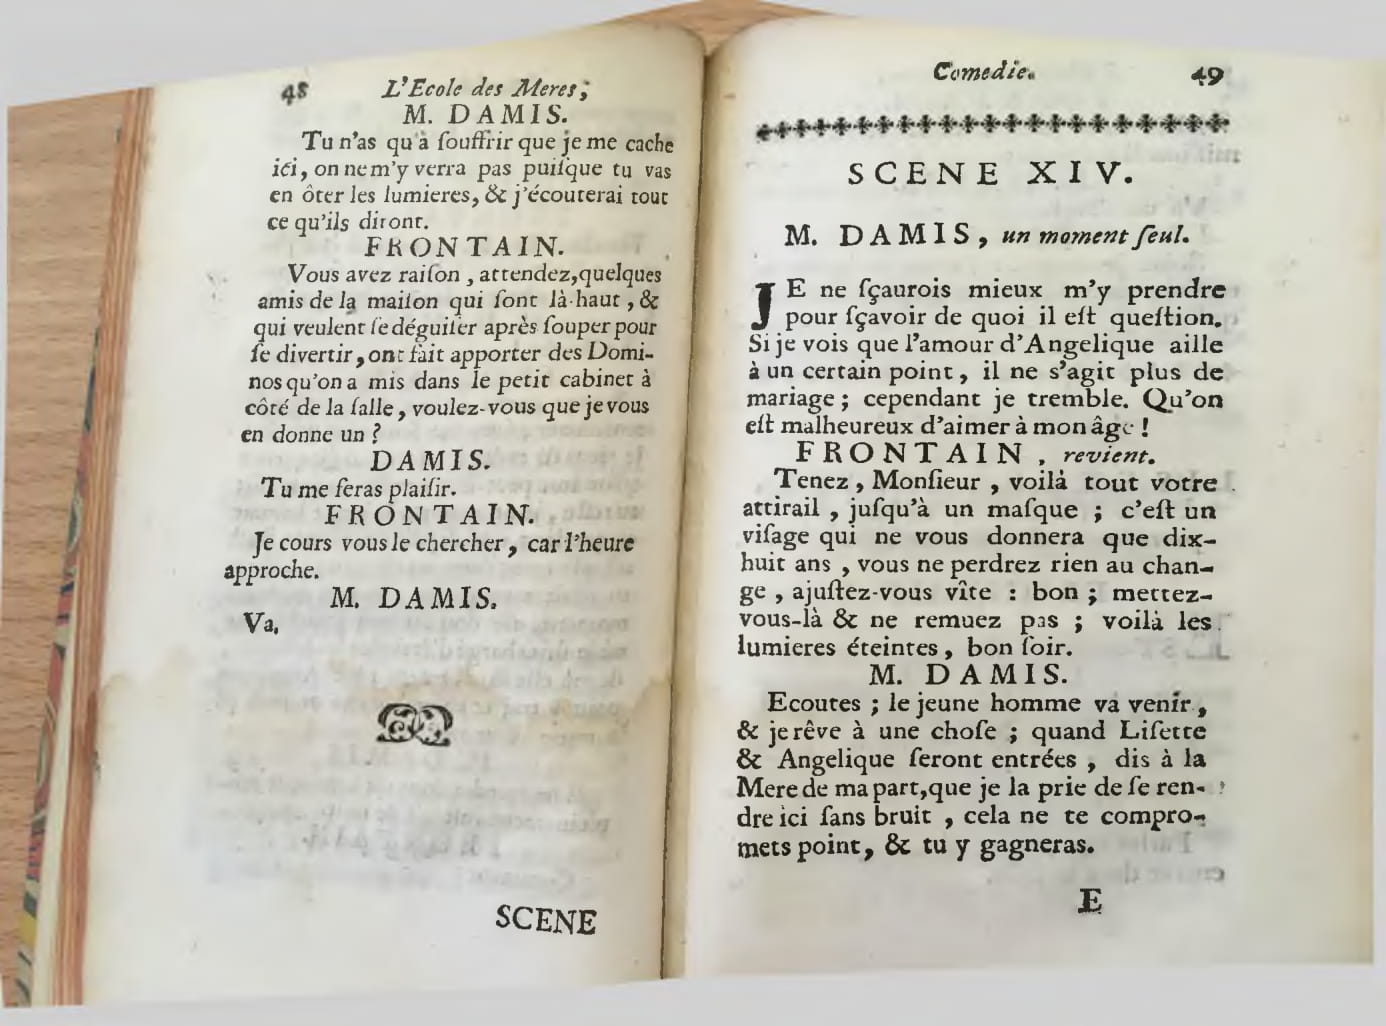 48 L'Ecole des Meres,
M. DAMIS.
Tu n'as qu'à ſouffrir que je me cache
ici, on ne m'y verra pas puiſque tu vas
en ôter les lumieres, & j'écouterai tout
ce qu'ils diront.
FRONTAIN.
Vous avez raiſon, attendez, quelques
amis de la maiſon qui ſont là-haut, &
qui veulent ſe déguiſer après ſouper pour
ſe divertir, ont fait apporter des Domi-
nos qu'on a mis dans le petit cabinet à
côté de la ſalle, voulez-vous que je vous
en donne un ?
DAMIS.
Tu me feras plaiſir.
FRONTAIN.
Je cours vous le chercher, car l'heure
approche.
M. DAMIS.
Va.
SCENE
Comedie. 49
SCENE XIV.
M. DAMIS, un moment ſeul.
JE ne ſçaurois mieux m'y prendre
pour ſçavoir de quoi il eſt queſtion.
Si je vois que l'amour d'Angelique aille
à un certain point, il ne s'agit plus de
mariage ; cependant je tremble. Qu'on
eſt malheureux d'aimer à mon âge !
FRONTAIN, revient.
Tenez, Monſieur, voilà tout votre
attirail, juſqu'à un maſque ; c'eſt un
viſage qui ne vous donnera que dix-
huit ans, vous ne perdrez rien au chan-
ge, ajuſtez-vous vîte : bon ; mettez-
vous-là & ne remuez pas ; voilà les
lumieres éteintes, bon ſoir.
M. DAMIS.
Ecoutes ; le jeune homme va venir,
& je rêve à une choſe ; quand Liſette
& Angelique ſeront entrées, dis à la
Mere de ma part, que je la prie de ſe ren-
dre ici ſans bruit, cela ne te compro-
mets point, & tu y gagneras.
E